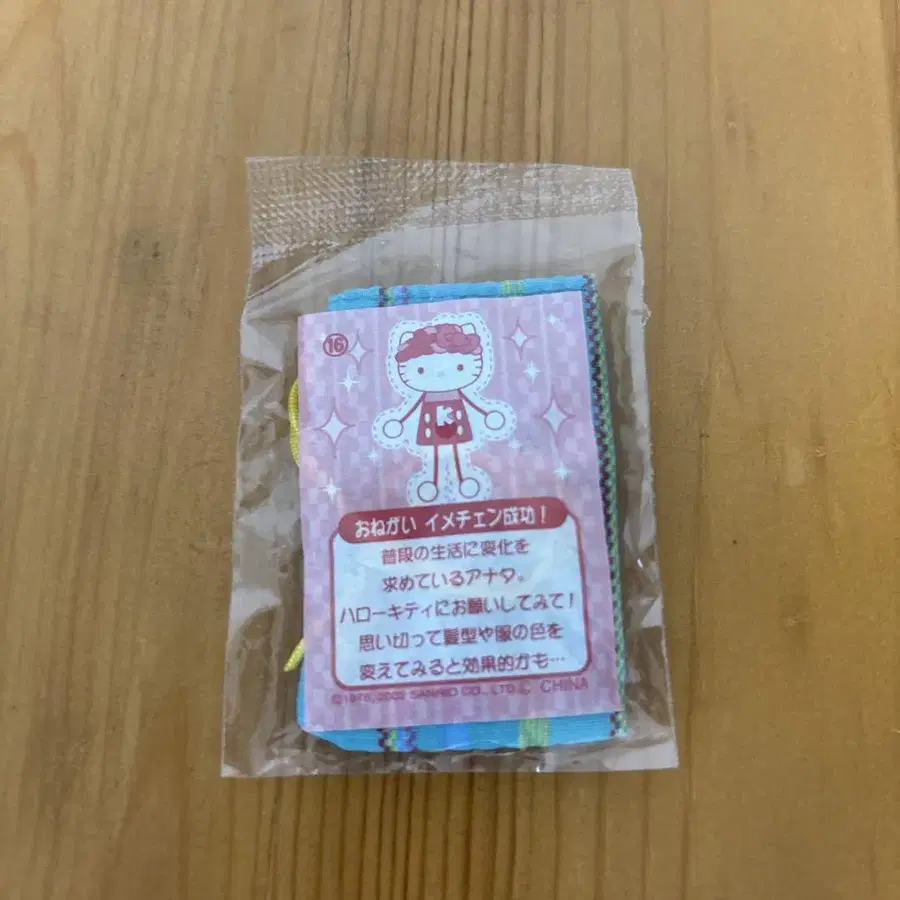 16
K
おねがい イメチェン成功！
普段の生活に変化を
求めているアナタ。
ハローキティにお願いしてみて！
思い切って髪型や服の色を
変えてみると効果的かも…
©1976, 2002 SANRIO CO., LTD. CHINA